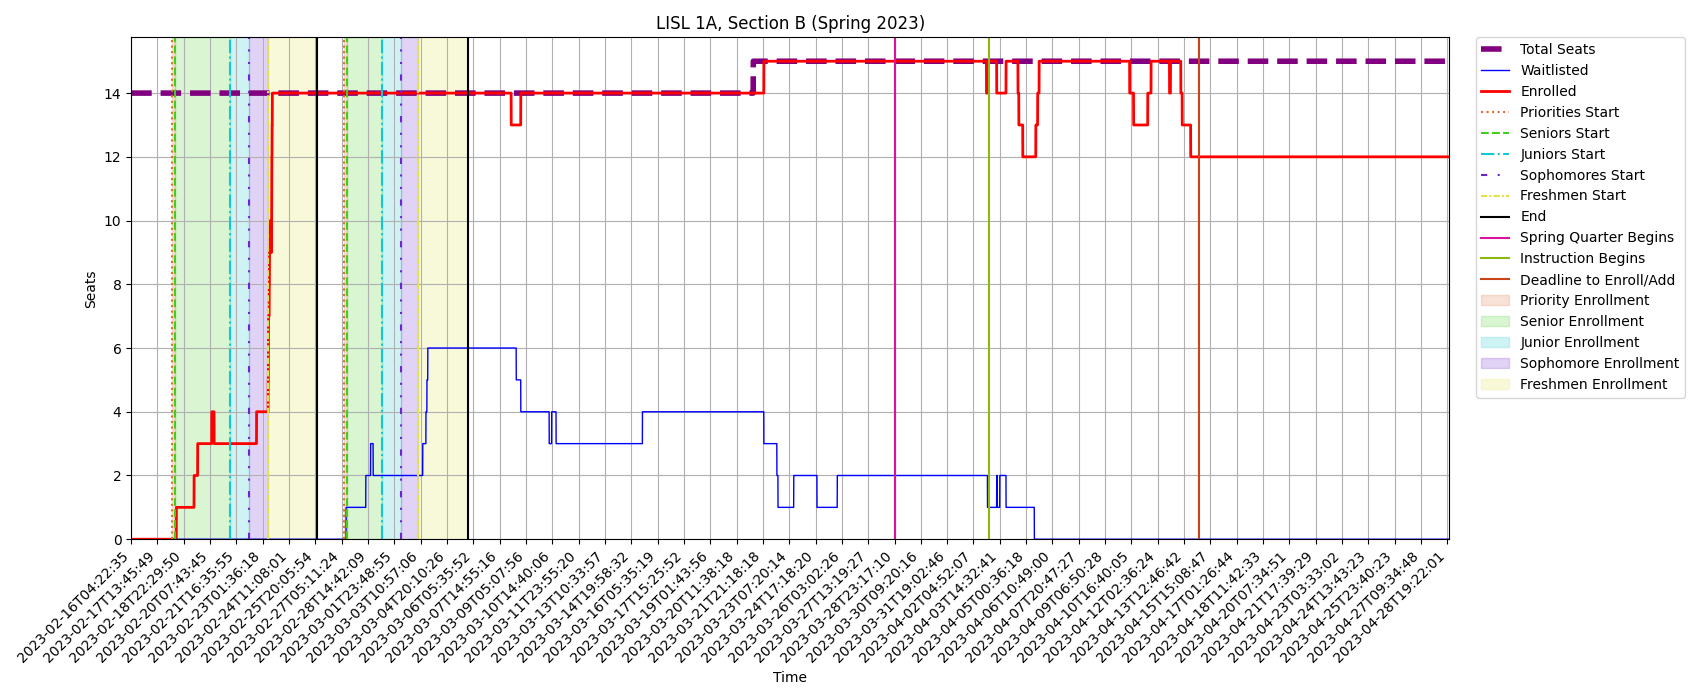 LISL 1A, Section B (Spring 2023)
Seats
14
12
10
8
6
4
2
0
2023-02-16T04:22:35
2023-02-17T13:45:49
2023-02-18T22:29:50
2023-02-20T07:43:45
2023-02-21T16:35:55
2023-02-23T01:36:18
2023-02-24T11:08:01
2023-02-25T20:05:54
2023-02-27T05:11:24
2023-02-28T14:42:09
2023-03-01T23:48:55
2023-03-03T10:57:06
2023-03-04T20:10:26
2023-03-06T05:35:52
2023-03-07T14:55:16
2023-03-09T05:07:56
2023-03-10T14:40:06
2023-03-11T23:55:20
2023-03-13T10:33:57
2023-03-14T19:58:32
2023-03-16T05:35:19
2023-03-17T15:25:52
2023-03-19T01:43:56
2023-03-20T11:38:18
2023-03-21T21:18:18
2023-03-23T07:20:14
2023-03-24T17:18:20
2023-03-26T03:02:26
2023-03-27T13:19:27
2023-03-28T23:17:10
2023-03-30T09:20:16
2023-03-31T19:02:46
2023-04-02T04:52:07
2023-04-03T14:32:41
2023-04-05T00:36:18
2023-04-06T10:49:00
2023-04-07T20:47:27
2023-04-09T06:50:28
2023-04-10T16:40:05
2023-04-12T02:36:24
2023-04-13T12:46:42
2023-04-15T15:08:47
2023-04-17T01:26:44
2023-04-18T11:42:33
2023-04-20T07:34:51
2023-04-21T17:39:29
2023-04-23T03:33:02
2023-04-24T13:43:23
2023-04-25T23:40:23
2023-04-27T09:34:48
2023-04-28T19:22:01
Time
Total Seats
Waitlisted
Enrolled
Priorities Start
Seniors Start
Juniors Start
Sophomores Start
Freshmen Start
End
Spring Quarter Begins
Instruction Begins
Deadline to Enroll/Add
Priority Enrollment
Senior Enrollment
Junior Enrollment
Sophomore Enrollment
Freshmen Enrollment